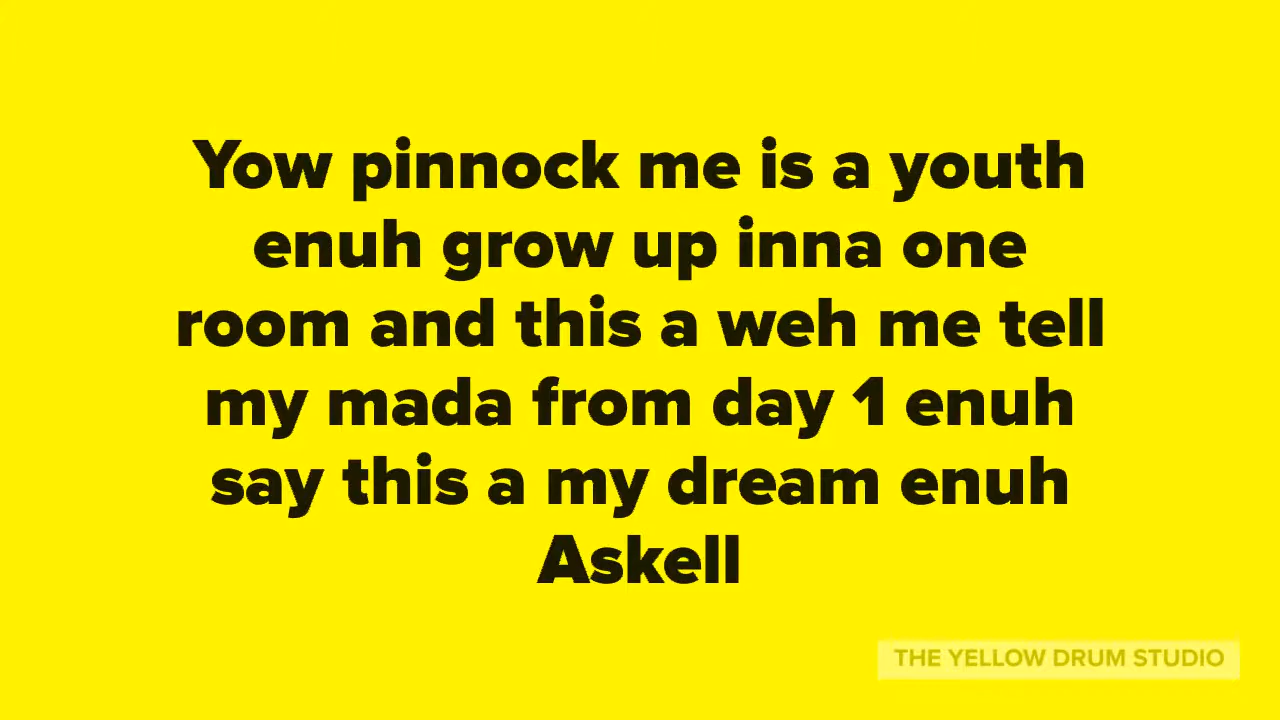 Yow pinnock me is a youth
enuh grow up inna one
room and this a weh me tell
my mada from day 1 enuh
say this a my dream enuh
Askell
THE YELLOW DRUM STUDIO